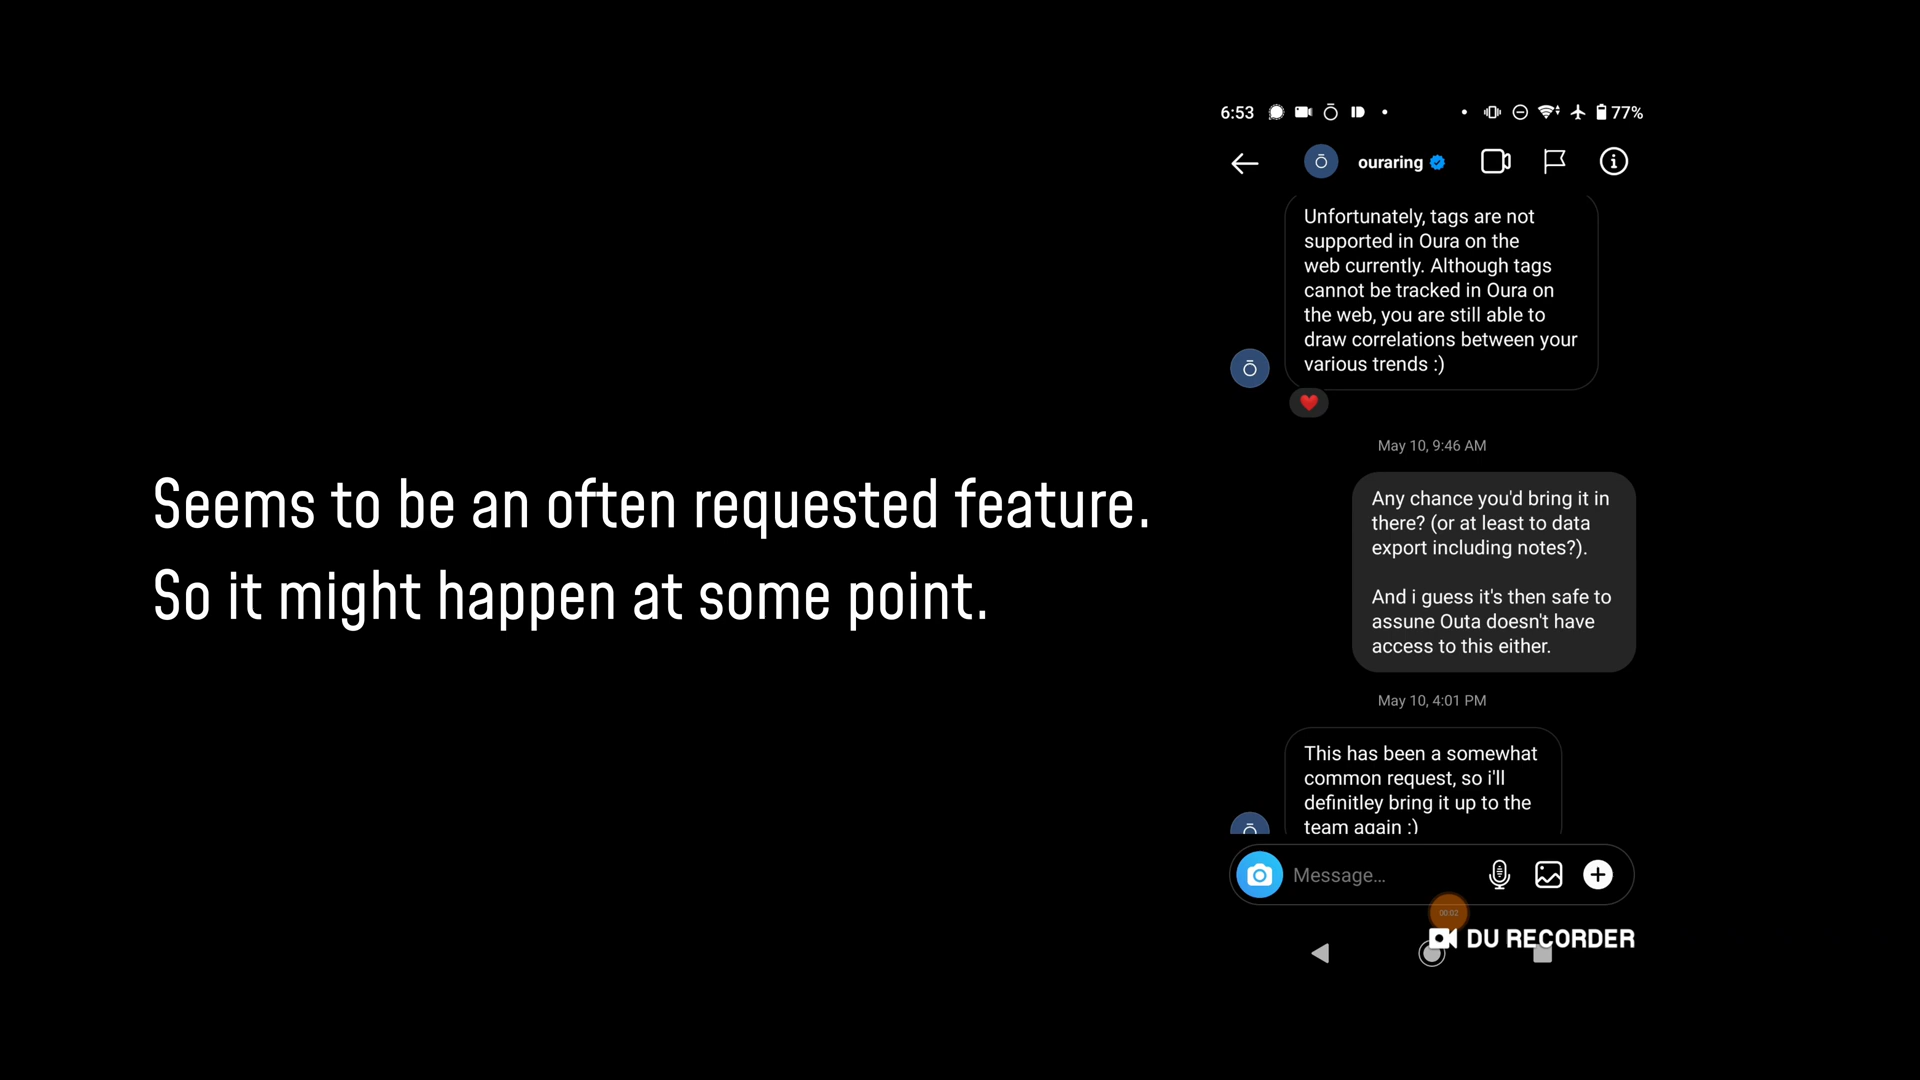 Seems to be an often requested feature.
So it might happen at some point.
6:53
77%
ouraring
Unfortunately, tags are not
supported in Oura on the
web currently. Although tags
cannot be tracked in Oura on
the web, you are still able to
draw correlations between your
various trends :)
May 10, 9:46 AM
Any chance you'd bring it in
there? (or at least to data
export including notes?).
And i guess it's then safe to
assune Outa doesn't have
access to this either.
May 10, 4:01 PM
This has been a somewhat
common request, so i'll
definitley bring it up to the
team again :)
Message...
00:02
DU RECORDER